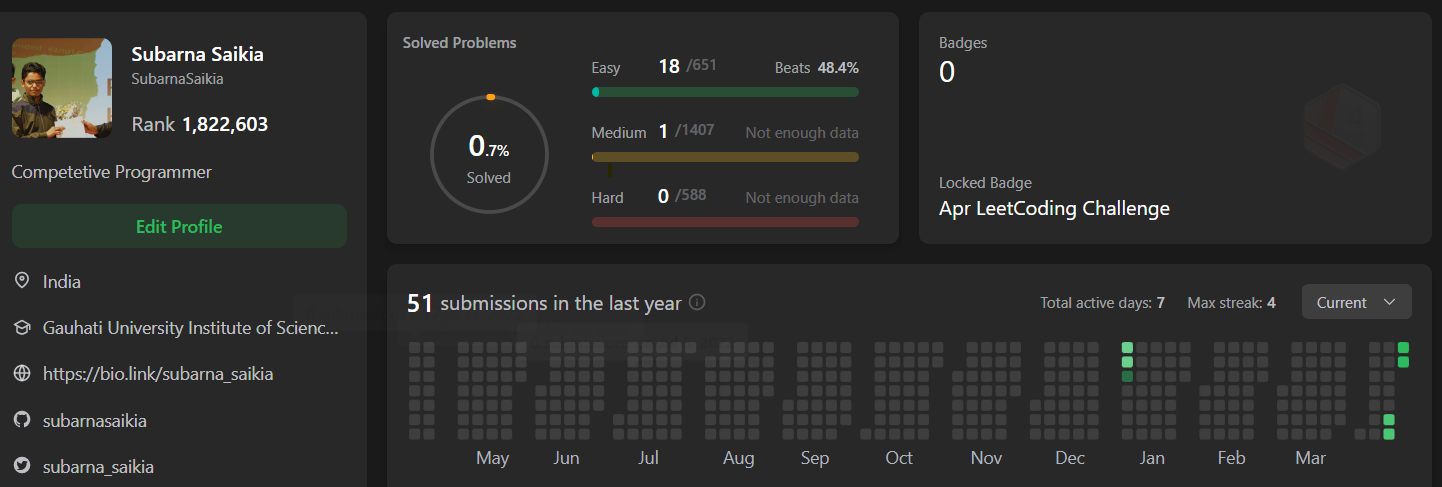 Subarna Saikia
SubarnaSaikia
Rank 1,822,603
Competetive Programmer
Edit Profile
India
Gauhati University Institute of Scienc...
https://bio.link/subarna_saikia
subarnasaikia
subarna_saikia
Solved Problems
0.7%
Solved
Easy 18 /651 Beats 48.4%
Medium 1 /1407 Not enough data
Hard 0 /588 Not enough data
Badges
0
Locked Badge
Apr LeetCoding Challenge
51 submissions in the last year
Total active days: 7 Max streak: 4 Current
May Jun Jul Aug Sep Oct Nov Dec Jan Feb Mar